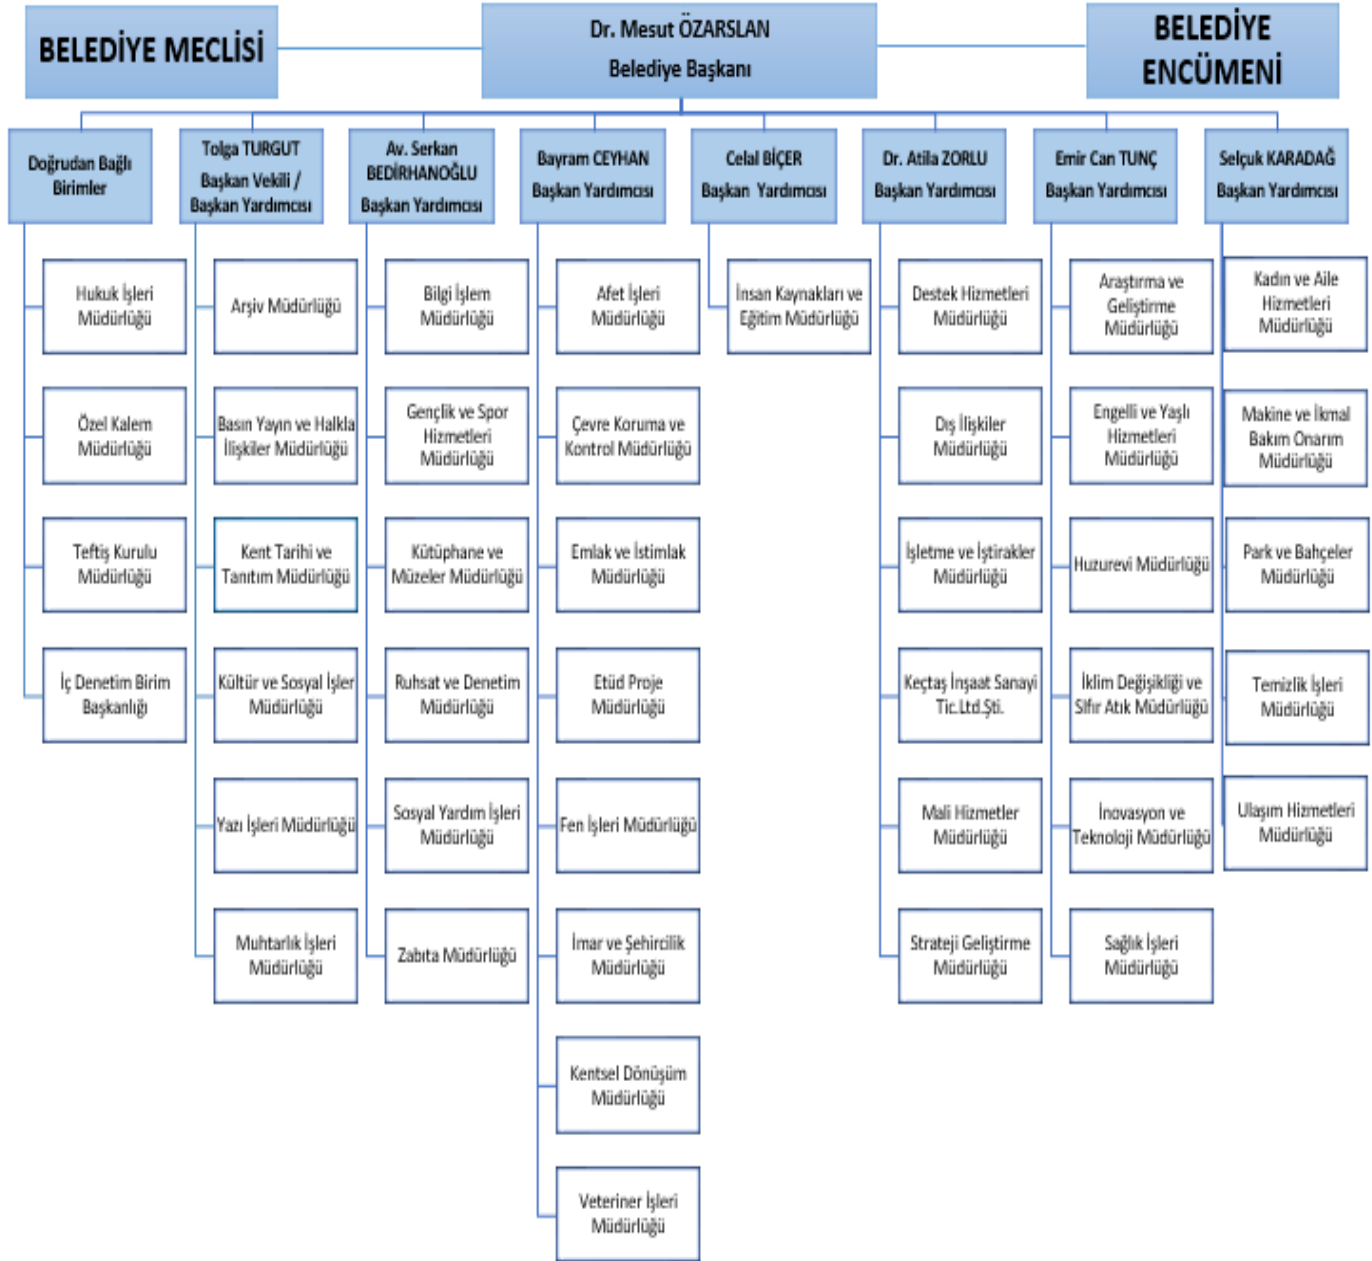 BELEDİYE MECLİSİ
Dr. Mesut ÖZARSLAN
Belediye Başkanı
BELEDİYE
ENCÜMENİ
Doğrudan Bağlı
Birimler
Hukuk İşleri
Müdürlüğü
Özel Kalem
Müdürlüğü
Teftiş Kurulu
Müdürlüğü
İç Denetim Birim
Başkanlığı
Tolga TURGUT
Başkan Vekili /
Başkan Yardımcısı
Arşiv Müdürlüğü
Basın Yayın ve Halkla
İlişkiler Müdürlüğü
Kent Tarihi ve
Tanıtım Müdürlüğü
Kültür ve Sosyal İşler
Müdürlüğü
Yazı İşleri Müdürlüğü
Muhtarlık İşleri
Müdürlüğü
Av. Serkan
BEDİRHANOĞLU
Başkan Yardımcısı
Bilgi İşlem
Müdürlüğü
Gençlik ve Spor
Hizmetleri
Müdürlüğü
Kütüphane ve
Müzeler Müdürlüğü
Ruhsat ve Denetim
Müdürlüğü
Sosyal Yardım İşleri
Müdürlüğü
Zabıta Müdürlüğü
Bayram CEYHAN
Başkan Yardımcısı
Afet İşleri
Müdürlüğü
Çevre Koruma ve
Kontrol Müdürlüğü
Emlak ve İstimlak
Müdürlüğü
Etüd Proje
Müdürlüğü
Fen İşleri Müdürlüğü
İmar ve Şehircilik
Müdürlüğü
Kentsel Dönüşüm
Müdürlüğü
Veteriner İşleri
Müdürlüğü
Celal BİÇER
Başkan Yardımcısı
İnsan Kaynakları ve
Eğitim Müdürlüğü
Dr. Atila ZORLU
Başkan Yardımcısı
Destek Hizmetleri
Müdürlüğü
Dış İlişkiler
Müdürlüğü
İşletme ve İştirakler
Müdürlüğü
Keçtaş İnşaat Sanayi
Tic.Ltd.Şti.
Mali Hizmetler
Müdürlüğü
Strateji Geliştirme
Müdürlüğü
Emir Can TUNÇ
Başkan Yardımcısı
Araştırma ve
Geliştirme
Müdürlüğü
Engelli ve Yaşlı
Hizmetleri
Müdürlüğü
Huzurevi Müdürlüğü
İklim Değişikliği ve
Sıfır Atık Müdürlüğü
İnovasyon ve
Teknoloji Müdürlüğü
Sağlık İşleri
Müdürlüğü
Selçuk KARADAĞ
Başkan Yardımcısı
Kadın ve Aile
Hizmetleri
Müdürlüğü
Makine ve İkmal
Bakım Onarım
Müdürlüğü
Park ve Bahçeler
Müdürlüğü
Temizlik İşleri
Müdürlüğü
Ulaşım Hizmetleri
Müdürlüğü